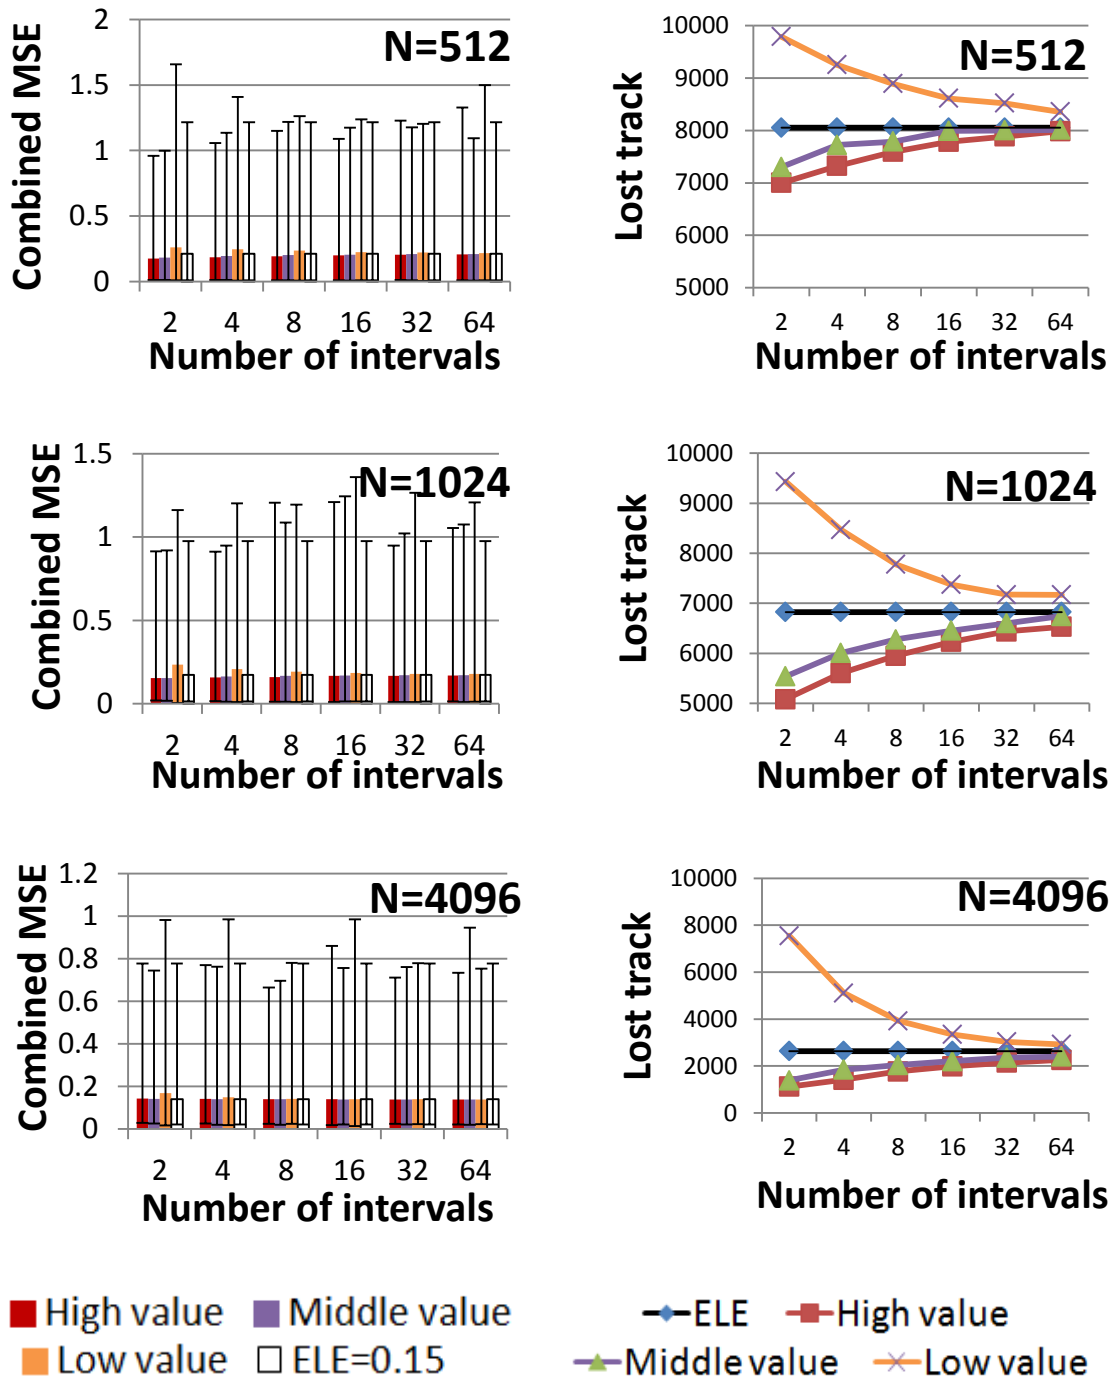 Combined MSE
2
1.5
1
0.5
0
N=512
2 4 8 16 32 64
Number of intervals
Lost track
10000
9000
8000
7000
6000
5000
N=512
2 4 8 16 32 64
Number of intervals
Combined MSE
1.5
1
0.5
0
N=1024
2 4 8 16 32 64
Number of intervals
Lost track
10000
9000
8000
7000
6000
5000
N=1024
2 4 8 16 32 64
Number of intervals
Combined MSE
1.2
1
0.8
0.6
0.4
0.2
0
N=4096
2 4 8 16 32 64
Number of intervals
Lost track
10000
8000
6000
4000
2000
0
N=4096
2 4 8 16 32 64
Number of intervals
High value Middle value
Low value ELE=0.15
ELE High value
Middle value Low value